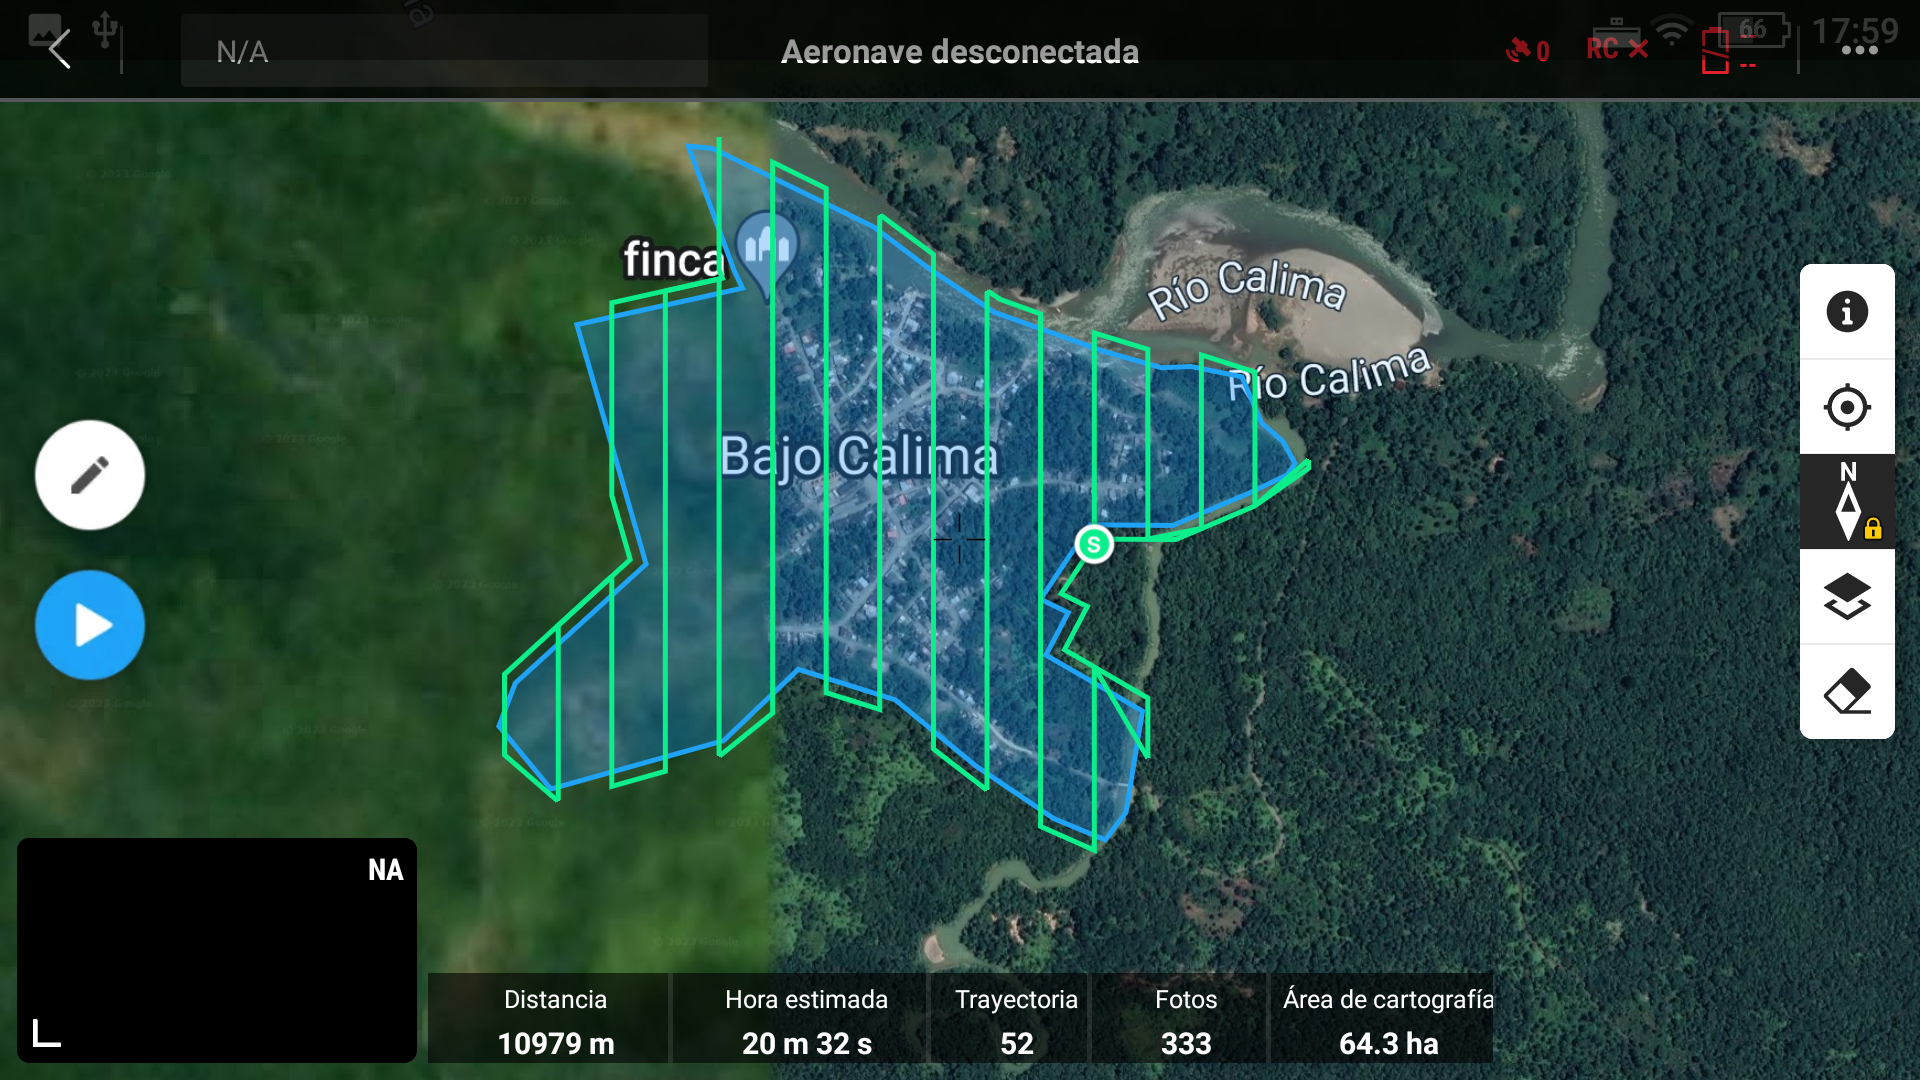 N/A
Aeronave desconectada
0
RC
--
--
66
17:59
finca
Río Calima
Río Calima
Bajo Calima
N
S
NA
Distancia
10979 m
Hora estimada
20 m 32 s
Trayectoria
52
Fotos
333
Área de cartografía
64.3 ha